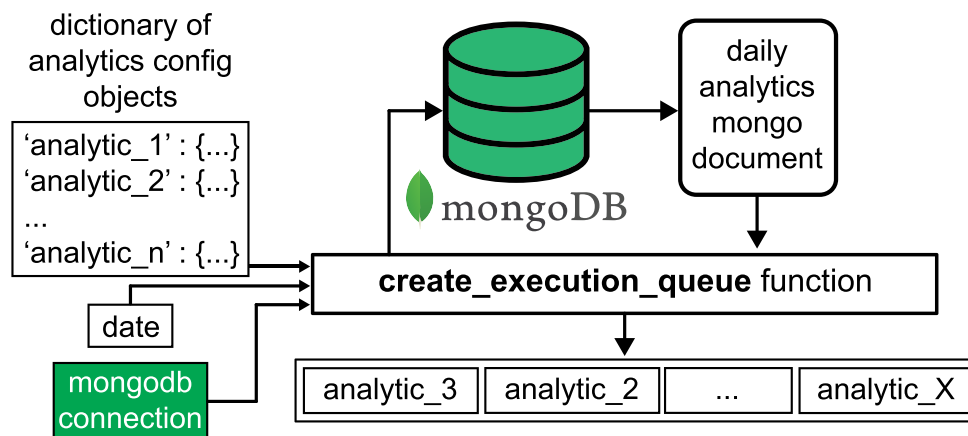 dictionary of
analytics config
objects
‘analytic_1’ : {...}
‘analytic_2’ : {...}
...
‘analytic_n’ : {...}
date
mongodb
connection
mongoDB
daily
analytics
mongo
document
create_execution_queue function
analytic_3
analytic_2
...
analytic_X